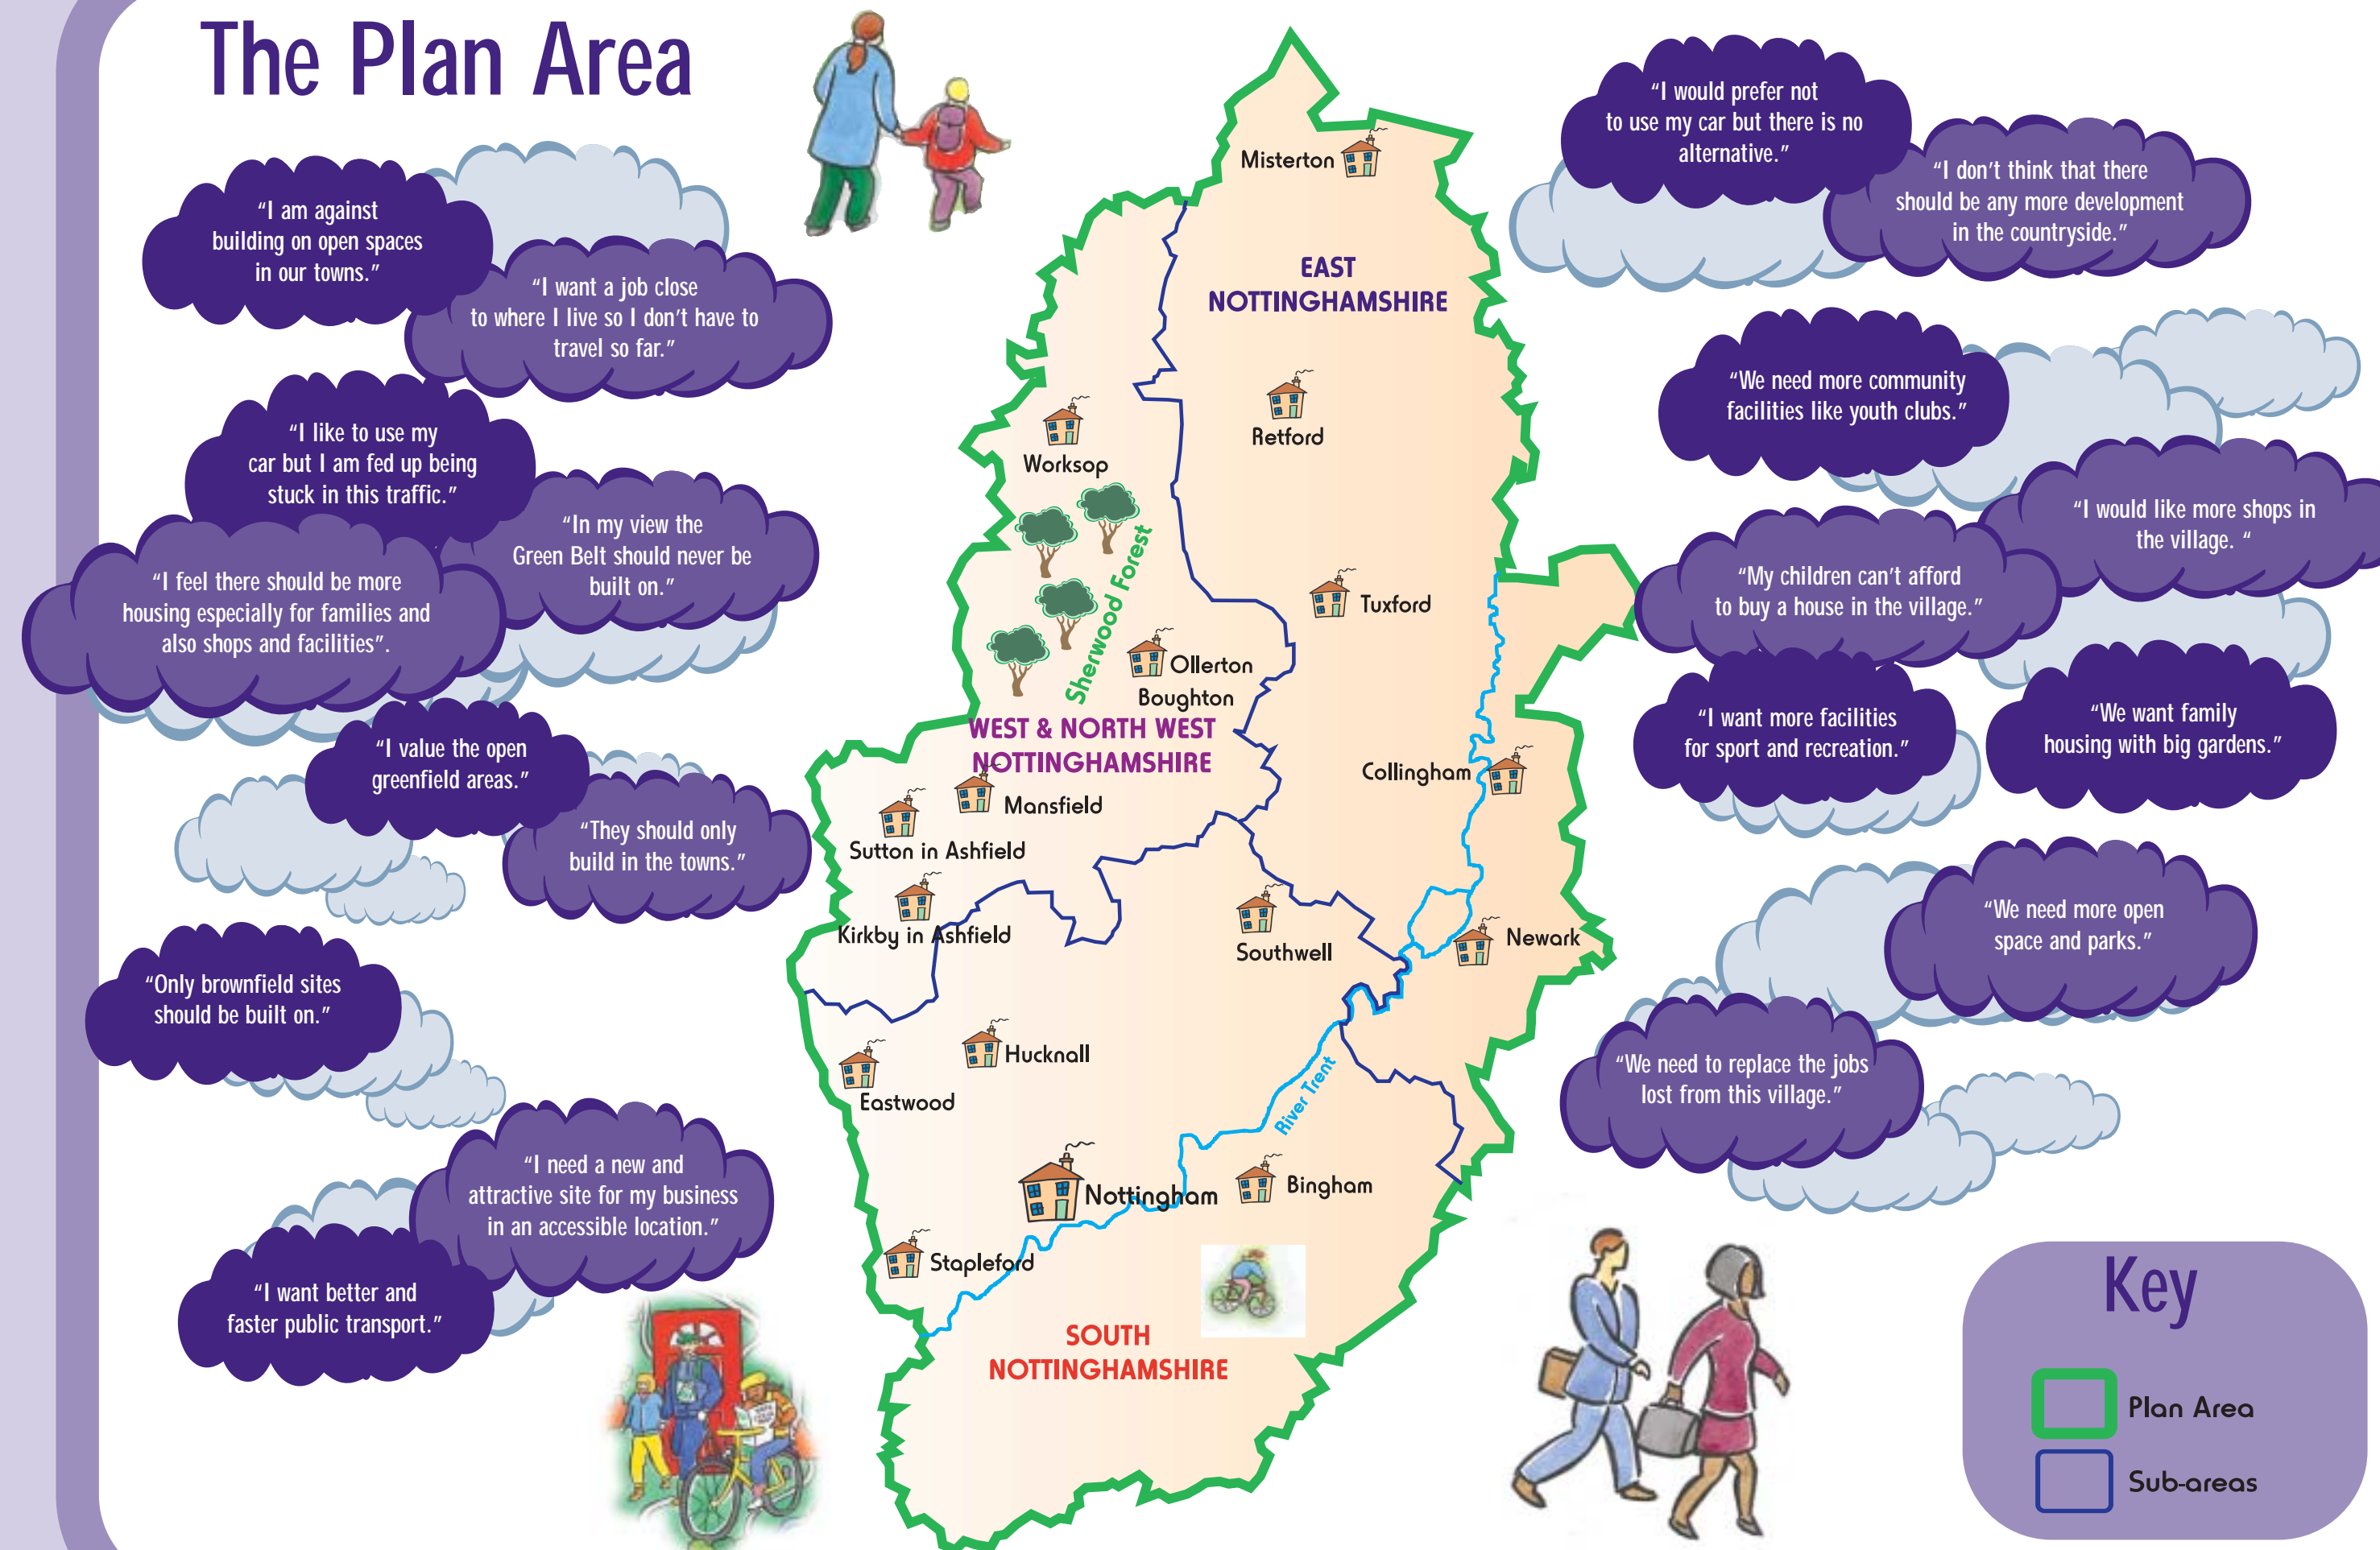 The Plan Area
“I am against
building on open spaces
in our towns.”
“I want a job close
to where I live so I don’t have to
travel so far.”
“I like to use my
car but I am fed up being
stuck in this traffic.”
“In my view the
Green Belt should never be
built on.”
“I feel there should be more
housing especially for families and
also shops and facilities”.
“I value the open
greenfield areas.”
“They should only
build in the towns.”
“Only brownfield sites
should be built on.”
“I need a new and
attractive site for my business
in an accessible location.”
“I want better and
faster public transport.”
Misterton
EAST
NOTTINGHAMSHIRE
Retford
Worksop
Sherwood Forest
Tuxford
Ollerton
Boughton
WEST & NORTH WEST
NOTTINGHAMSHIRE
Collingham
Mansfield
Sutton in Ashfield
Kirkby in Ashfield
Southwell
Newark
Hucknall
Eastwood
River Trent
Nottingham
Bingham
Stapleford
SOUTH
NOTTINGHAMSHIRE
“I would prefer not
to use my car but there is no
alternative.”
“I don’t think that there
should be any more development
in the countryside.”
“We need more community
facilities like youth clubs.”
“I would like more shops in
the village. “
“My children can’t afford
to buy a house in the village.”
“I want more facilities
for sport and recreation.”
“We want family
housing with big gardens.”
“We need more open
space and parks.”
“We need to replace the jobs
lost from this village.”
Key
Plan Area
Sub-areas